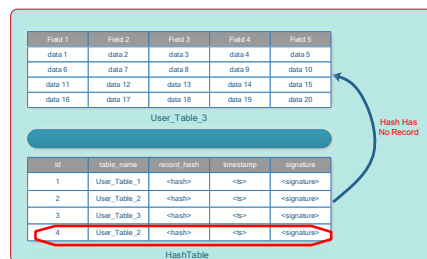 Field 1 Field 2 Field 3 Field 4 Field 5
data 1 data 2 data 3 data 4 data 5
data 6 data 7 data 8 data 9 data 10
data 11 data 12 data 13 data 14 data 15
data 16 data 17 data 18 data 19 data 20
User_Table_3
Hash Has
No Record
id table_name record_hash timestamp signature
1 User_Table_1 <hash> <ts> <signature>
2 User_Table_2 <hash> <ts> <signature>
3 User_Table_3 <hash> <ts> <signature>
4 User_Table_2 <hash> <ts> <signature>
HashTable